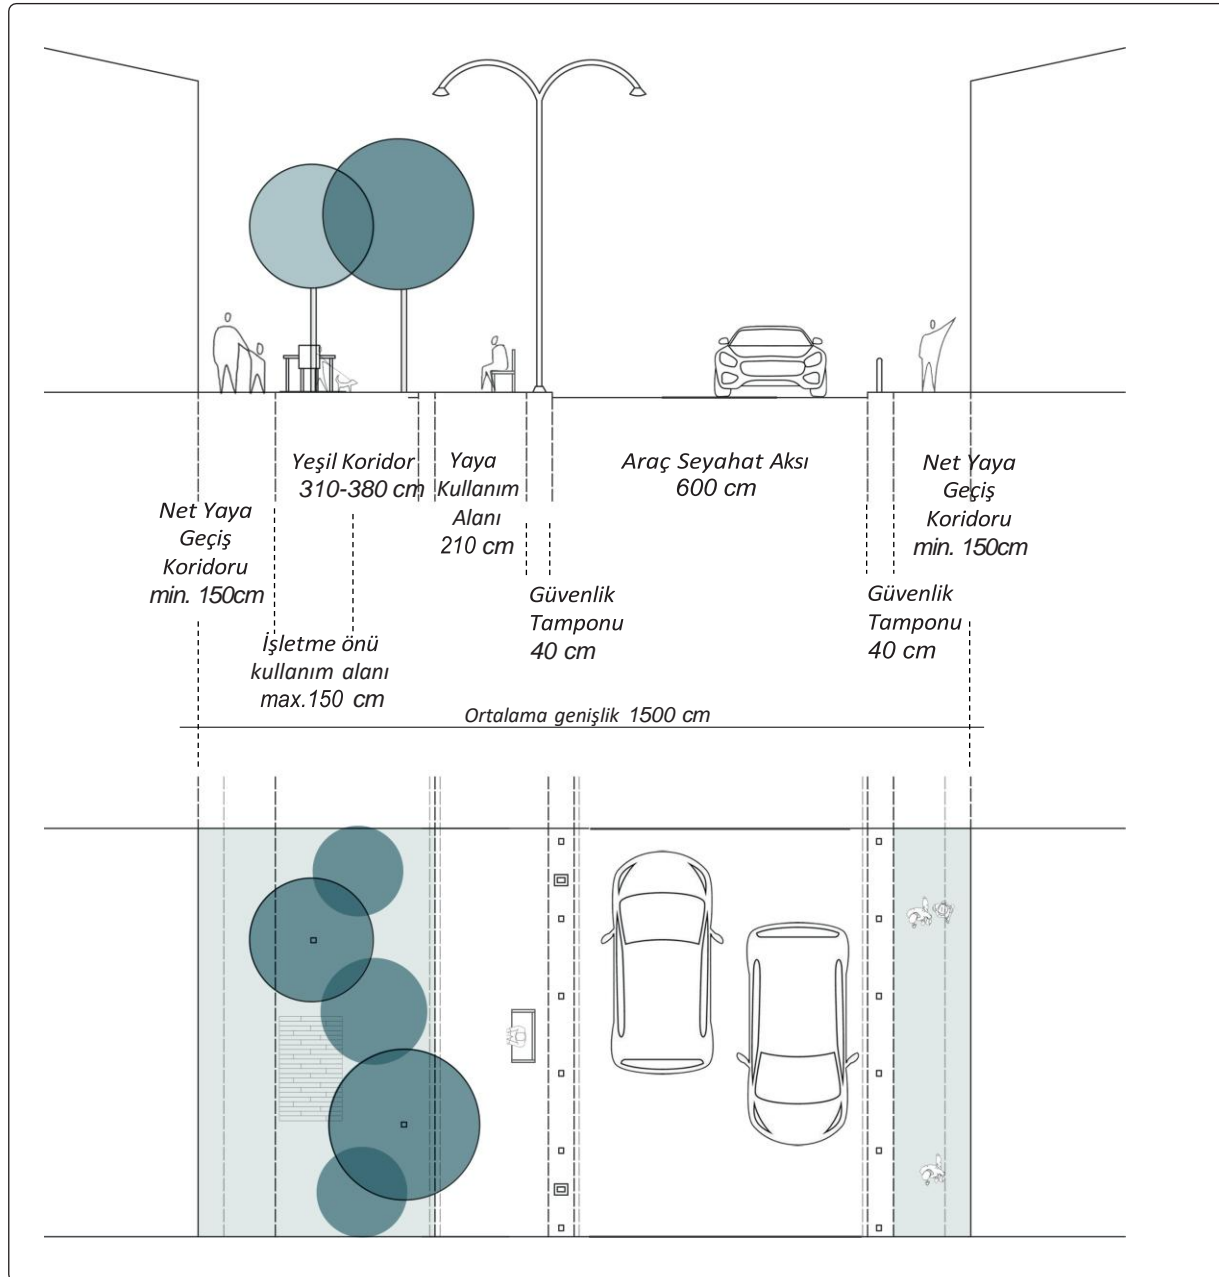 Yeşil Koridor
310-380 cm
Yaya
Kullanım
Alanı
210 cm
Araç Seyahat Aksı
600 cm
Net Yaya
Geçiş
Koridoru
min. 150cm
Net Yaya
Geçiş
Koridoru
min. 150cm
Güvenlik
Tamponu
40 cm
Güvenlik
Tamponu
40 cm
İşletme önü
kullanım alanı
max.150 cm
Ortalama genişlik 1500 cm